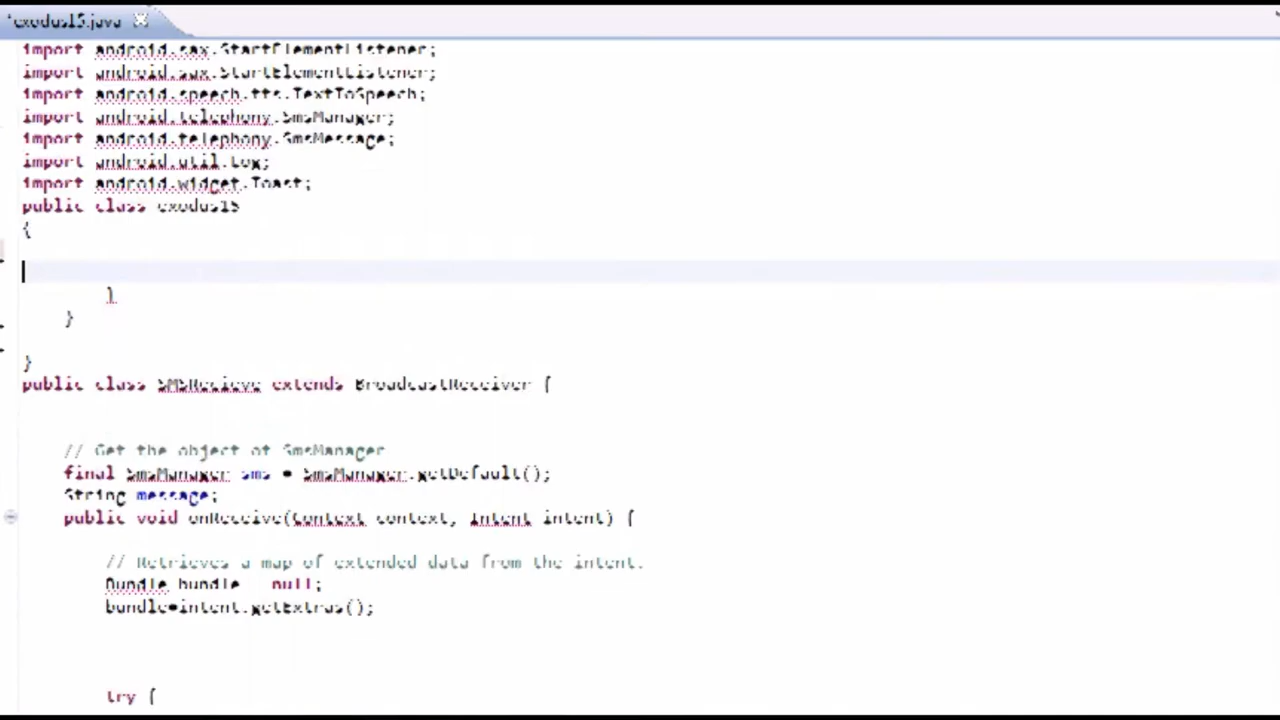 *exodus15.java
import android.sax.StartElementListener;
import android.sax.StartElementListener;
import android.speech.tts.TextToSpeech;
import android.telephony.SmsManager;
import android.telephony.SmsMessage;
import android.util.Log;
import android.widget.Toast;
public class exodus15
{
}
}
}
public class SMSRecieve extends BroadcastReceiver {
// Get the object of SmsManager
final SmsManager sms = SmsManager.getDefault();
String message;
public void onReceive(Context context, Intent intent) {
// Retrieves a map of extended data from the intent.
Bundle bundle = null;
bundle=intent.getExtras();
try {